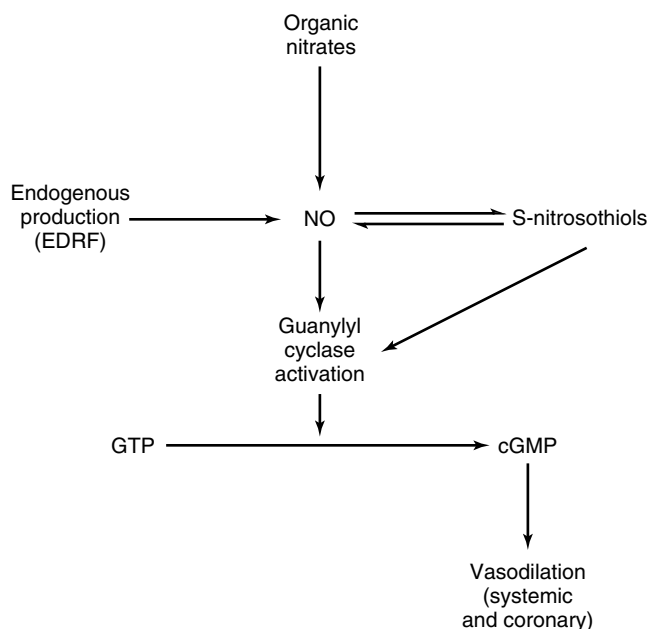 Organic
nitrates
Endogenous
production
(EDRF)
NO
S-nitrosothiols
Guanylyl
cyclase
activation
GTP
cGMP
Vasodilation
(systemic
and coronary)